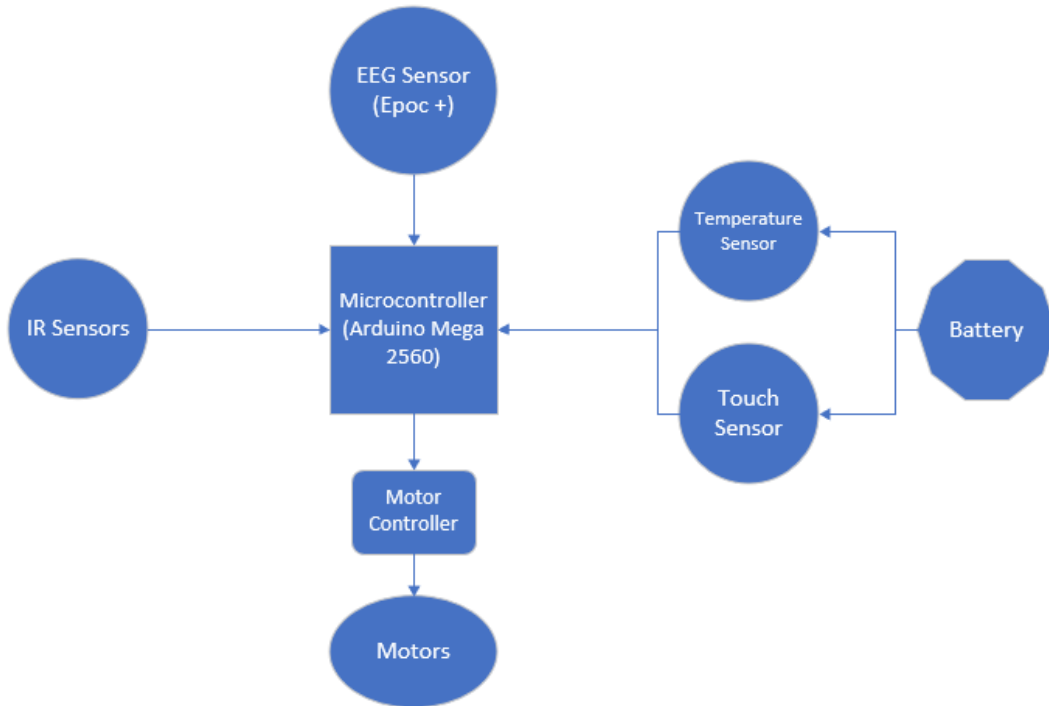 EEG Sensor
(Epoc +)
Temperature
Sensor
IR Sensors
Microcontroller
(Arduino Mega
2560)
Battery
Touch
Sensor
Motor
Controller
Motors